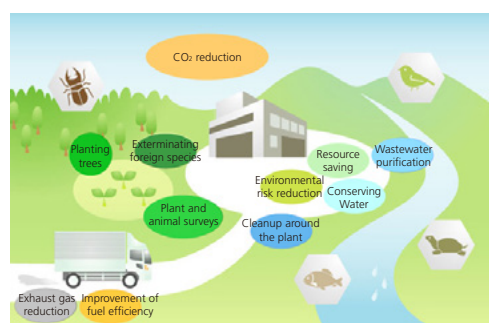 CO₂ reduction
Planting
trees
Exterminating
foreign species
Resource
saving
Wastewater
purification
Environmental
risk reduction
Conserving
Water
Plant and
animal surveys
Cleanup around
the plant
Exhaust gas
reduction
Improvement of
fuel efficiency